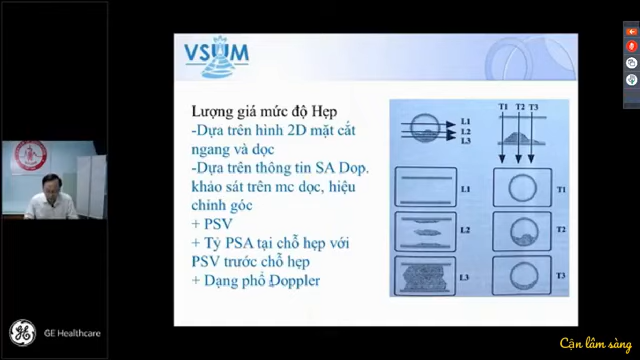 VSUM
Lượng giá mức độ Hẹp
-Dựa trên hình 2D mặt cắt
ngang và dọc
-Dựa trên thông tin SA Dop.
khảo sát trên mc dọc, hiệu
chỉnh góc
+ PSV
+ Tỷ PSA tại chỗ hẹp với
PSV trước chỗ hẹp
+ Dạng phổ Doppler
T1 T2 T3
L1
L2
L3
L1
T1
L2
T2
L3
T3
GE Healthcare
Cận lâm sàng